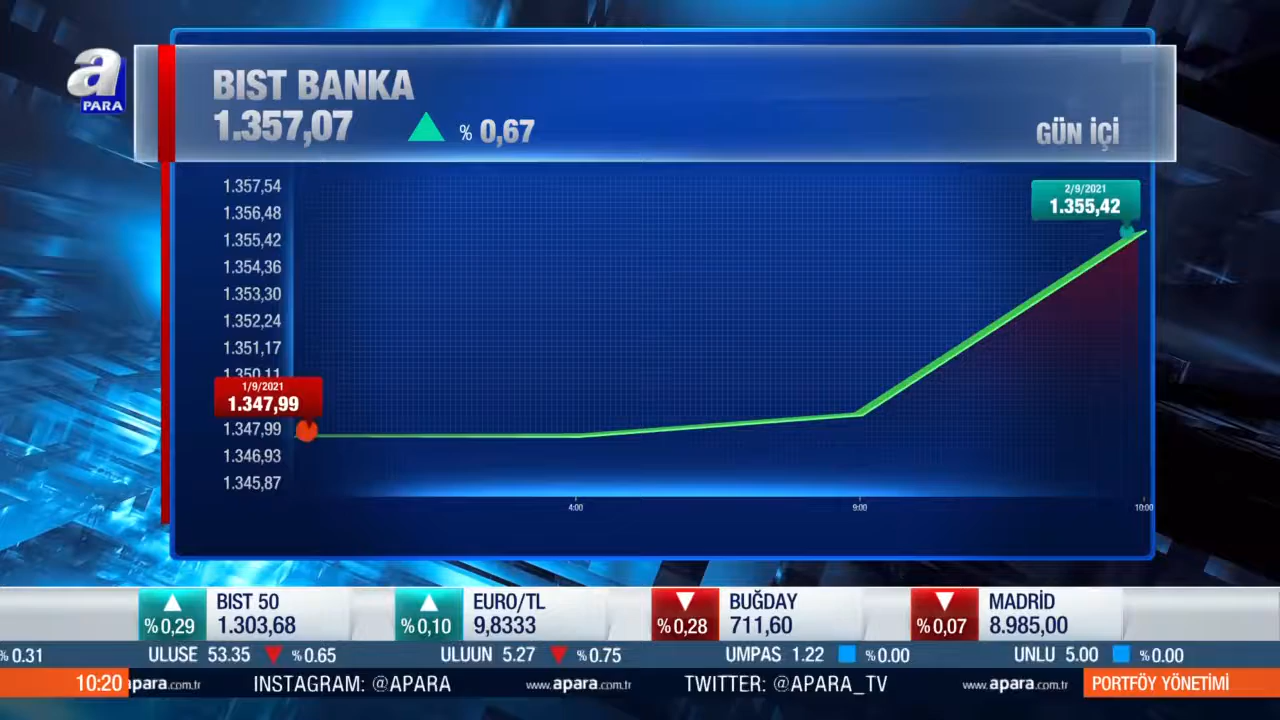 a
PARA
BIST BANKA
1.357,07 % 0,67
GÜN İÇİ
1.357,54
1.356,48
1.355,42
1.354,36
1.353,30
1.352,24
1.351,17
1.350,11
1.347,99
1.346,93
1.345,87
2/9/2021
1.355,42
1/9/2021
1.347,99
4:00 9:00 10:00
% 0,29 BIST 50 1.303,68
% 0,10 EURO/TL 9,8333
% 0,28 BUĞDAY 711,60
% 0,07 MADRİD 8.985,00
% 0.31 ULUSE 53.35 % 0.65 ULUUN 5.27 % 0.75 UMPAS 1.22 % 0.00 UNLU 5.00 % 0.00
10:20 apara.com.tr INSTAGRAM: @APARA www.apara.com.tr TWITTER: @APARA_TV www.apara.com.tr PORTFÖY YÖNETİMİ